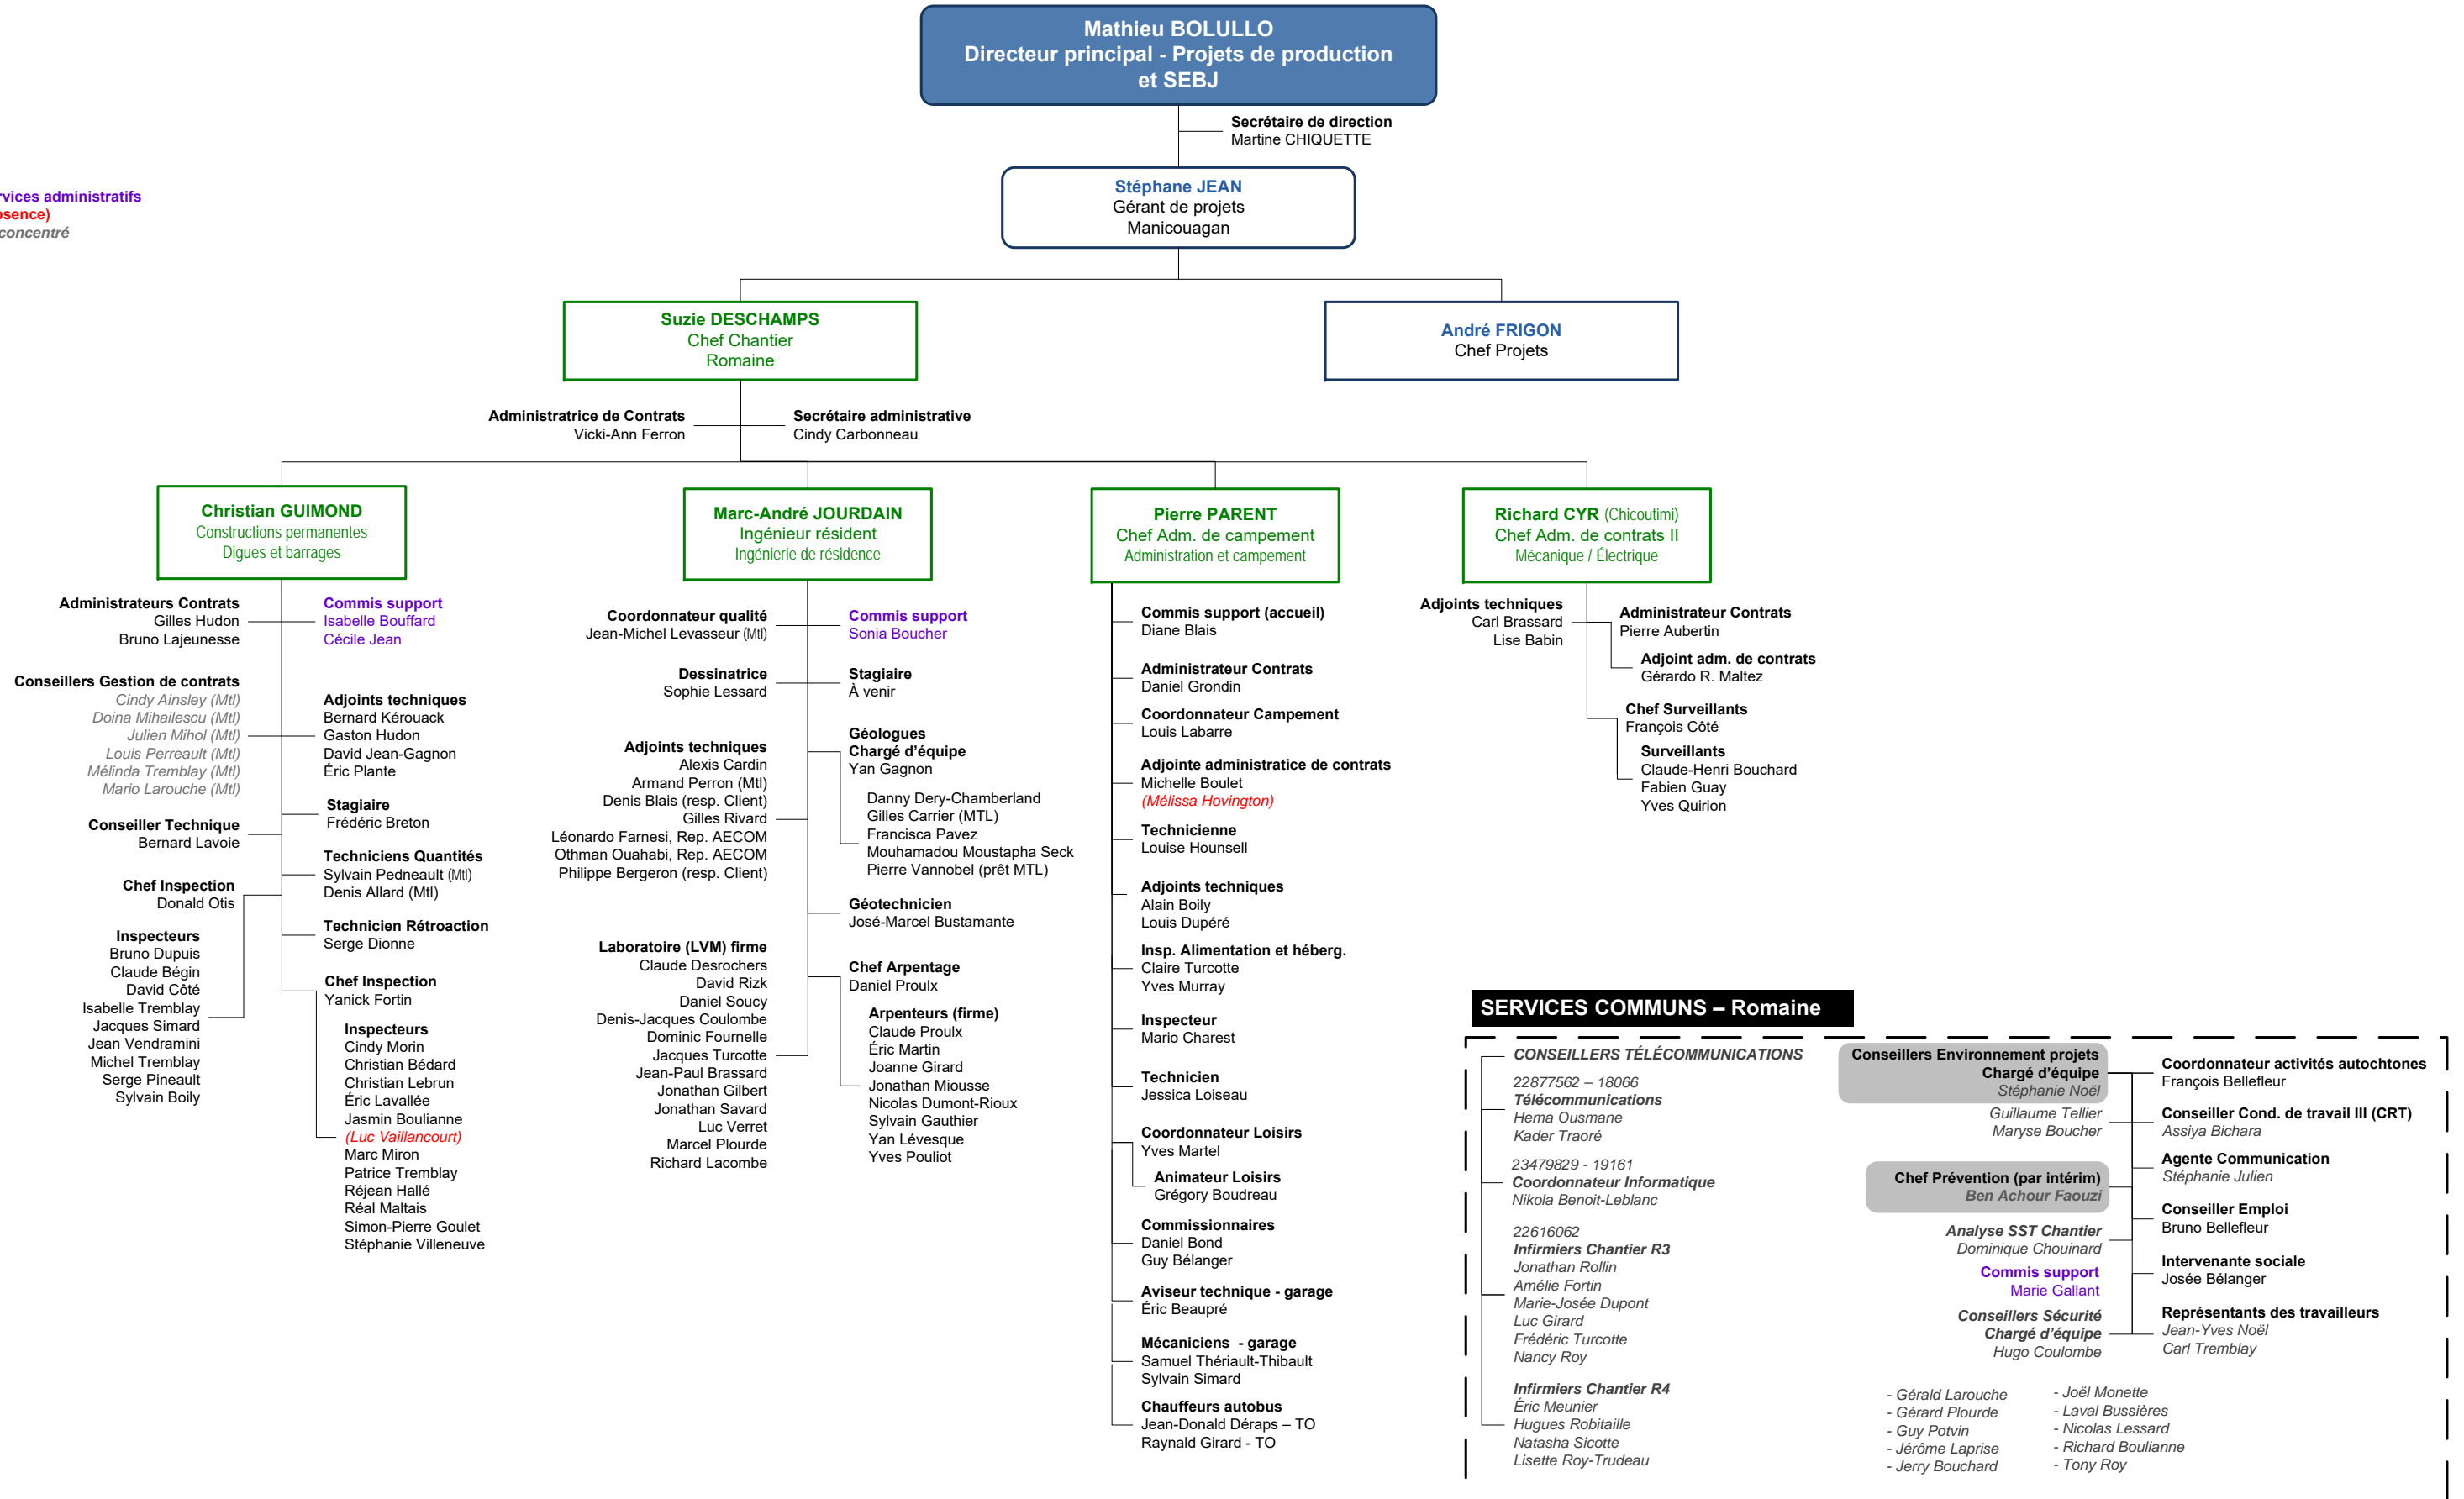 Mathieu BOLULLO
Directeur principal - Projets de production
et SEBJ
Secrétaire de direction
Martine CHIQUETTE
Stéphane JEAN
Gérant de projets
Manicouagan
rvices administratifs
bsence)
concentré
Suzie DESCHAMPS
Chef Chantier
Romaine
André FRIGON
Chef Projets
Administratrice de Contrats
Vicki-Ann Ferron
Secrétaire administrative
Cindy Carbonneau
Christian GUIMOND
Constructions permanentes
Digues et barrages
Administrateurs Contrats
Gilles Hudon
Bruno Lajeunesse
Commis support
Isabelle Bouffard
Cécile Jean
Conseillers Gestion de contrats
Cindy Ainsley (Mtl)
Doina Mihailescu (Mtl)
Julien Mihol (Mtl)
Louis Perreault (Mtl)
Mélinda Tremblay (Mtl)
Mario Larouche (Mtl)
Adjoints techniques
Bernard Kérouack
Gaston Hudon
David Jean-Gagnon
Éric Plante
Stagiaire
Frédéric Breton
Conseiller Technique
Bernard Lavoie
Techniciens Quantités
Sylvain Pedneault (Mtl)
Denis Allard (Mtl)
Chef Inspection
Donald Otis
Technicien Rétroaction
Serge Dionne
Inspecteurs
Bruno Dupuis
Claude Bégin
David Côté
Isabelle Tremblay
Jacques Simard
Jean Vendramini
Michel Tremblay
Serge Pineault
Sylvain Boily
Chef Inspection
Yanick Fortin
Inspecteurs
Cindy Morin
Christian Bédard
Christian Lebrun
Éric Lavallée
Jasmin Boulianne
(Luc Vaillancourt)
Marc Miron
Patrice Tremblay
Réjean Hallé
Réal Maltais
Simon-Pierre Goulet
Stéphanie Villeneuve
Marc-André JOURDAIN
Ingénieur résident
Ingénierie de résidence
Coordonnateur qualité
Jean-Michel Levasseur (Mtl)
Commis support
Sonia Boucher
Dessinatrice
Sophie Lessard
Stagiaire
À venir
Adjoints techniques
Alexis Cardin
Armand Perron (Mtl)
Denis Blais (resp. Client)
Gilles Rivard
Léonardo Farnesi, Rep. AECOM
Othman Ouahabi, Rep. AECOM
Philippe Bergeron (resp. Client)
Géologues
Chargé d’équipe
Yan Gagnon
Danny Dery-Chamberland
Gilles Carrier (MTL)
Francisca Pavez
Mouhamadou Moustapha Seck
Pierre Vannobel (prêt MTL)
Géotechnicien
José-Marcel Bustamante
Laboratoire (LVM) firme
Claude Desrochers
David Rizk
Daniel Soucy
Denis-Jacques Coulombe
Dominic Fournelle
Jacques Turcotte
Jean-Paul Brassard
Jonathan Gilbert
Jonathan Savard
Luc Verret
Marcel Plourde
Richard Lacombe
Chef Arpentage
Daniel Proulx
Arpenteurs (firme)
Claude Proulx
Éric Martin
Joanne Girard
Jonathan Miousse
Nicolas Dumont-Rioux
Sylvain Gauthier
Yan Lévesque
Yves Pouliot
Pierre PARENT
Chef Adm. de campement
Administration et campement
Commis support (accueil)
Diane Blais
Administrateur Contrats
Daniel Grondin
Coordonnateur Campement
Louis Labarre
Adjointe administratice de contrats
Michelle Boulet
(Mélissa Hovington)
Technicienne
Louise Hounsell
Adjoints techniques
Alain Boily
Louis Dupéré
Insp. Alimentation et héberg.
Claire Turcotte
Yves Murray
Inspecteur
Mario Charest
Technicien
Jessica Loiseau
Coordonnateur Loisirs
Yves Martel
Animateur Loisirs
Grégory Boudreau
Commissionnaires
Daniel Bond
Guy Bélanger
Aviseur technique - garage
Éric Beaupré
Mécaniciens - garage
Samuel Thériault-Thibault
Sylvain Simard
Chauffeurs autobus
Jean-Donald Déraps – TO
Raynald Girard - TO
Richard CYR (Chicoutimi)
Chef Adm. de contrats II
Mécanique / Électrique
Adjoints techniques
Carl Brassard
Lise Babin
Administrateur Contrats
Pierre Aubertin
Adjoint adm. de contrats
Gérardo R. Maltez
Chef Surveillants
François Côté
Surveillants
Claude-Henri Bouchard
Fabien Guay
Yves Quirion
SERVICES COMMUNS – Romaine
CONSEILLERS TÉLÉCOMMUNICATIONS
22877562 – 18066
Télécommunications
Hema Ousmane
Kader Traoré
23479829 - 19161
Coordonnateur Informatique
Nikola Benoit-Leblanc
22616062
Infirmiers Chantier R3
Jonathan Rollin
Amélie Fortin
Marie-Josée Dupont
Luc Girard
Frédéric Turcotte
Nancy Roy
Infirmiers Chantier R4
Éric Meunier
Hugues Robitaille
Natasha Sicotte
Lisette Roy-Trudeau
Conseillers Environnement projets
Chargé d’équipe
Stéphanie Noël
Guillaume Tellier
Maryse Boucher
Chef Prévention (par intérim)
Ben Achour Faouzi
Analyse SST Chantier
Dominique Chouinard
Commis support
Marie Gallant
Conseillers Sécurité
Chargé d’équipe
Hugo Coulombe
- Gérald Larouche
- Gérard Plourde
- Guy Potvin
- Jérôme Laprise
- Jerry Bouchard
- Joël Monette
- Laval Bussières
- Nicolas Lessard
- Richard Boulianne
- Tony Roy
Coordonnateur activités autochtones
François Bellefleur
Conseiller Cond. de travail III (CRT)
Assiya Bichara
Agente Communication
Stéphanie Julien
Conseiller Emploi
Bruno Bellefleur
Intervenante sociale
Josée Bélanger
Représentants des travailleurs
Jean-Yves Noël
Carl Tremblay